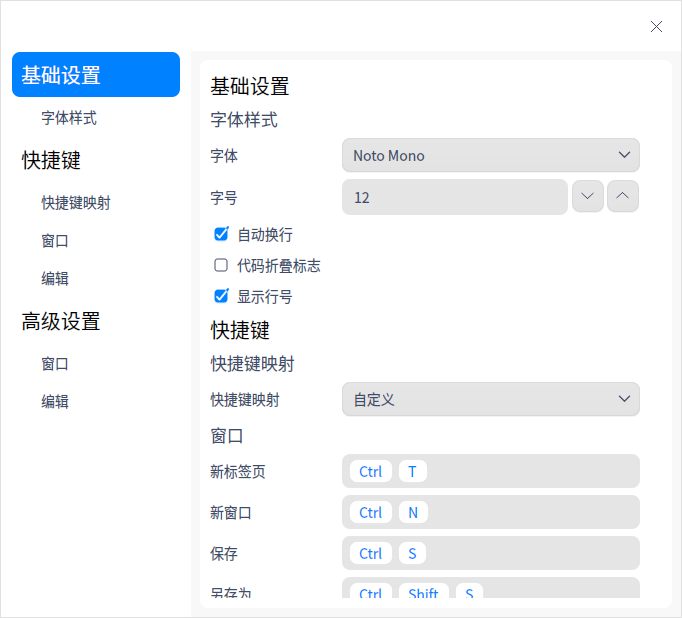 基础设置
字体样式
快捷键
快捷键映射
窗口
编辑
高级设置
窗口
编辑
基础设置
字体样式
字体 Noto Mono
字号 12
自动换行
代码折叠标志
显示行号
快捷键
快捷键映射
快捷键映射 自定义
窗口
新标签页 Ctrl T
新窗口 Ctrl N
保存 Ctrl S
另存为 Ctrl Shift S